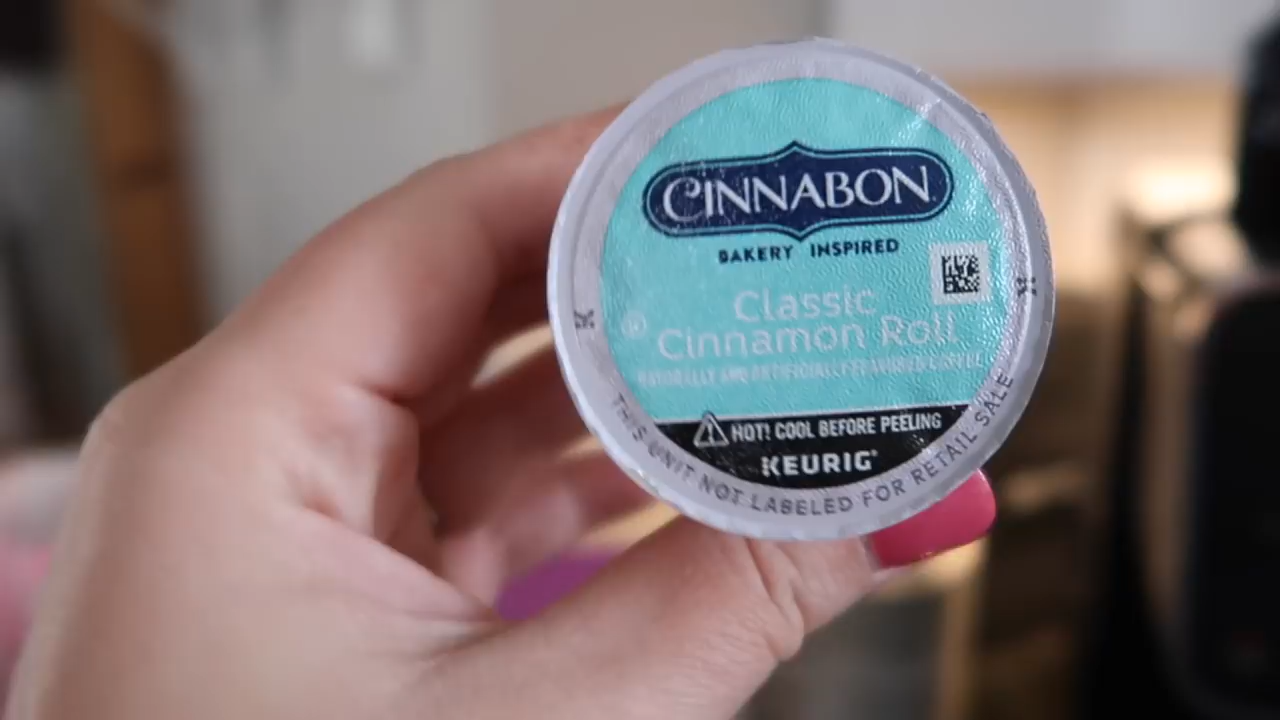 CINNABON
BAKERY INSPIRED
Classic
Cinnamon Roll
NATURALLY AND ARTIFICIALLY FLAVORED COFFEE
HOT! COOL BEFORE PEELING
KEURIG®
THIS UNIT NOT LABELED FOR RETAIL SALE